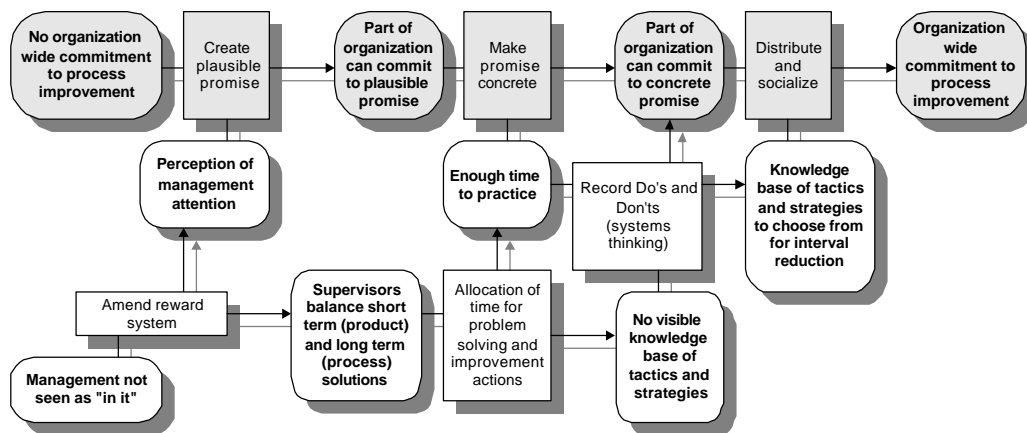 No organization
wide commitment
to process
improvement
Create
plausible
promise
Part of
organization
can commit
to plausible
promise
Make
promise
concrete
Part of
organization
can commit
to concrete
promise
Distribute
and
socialize
Organization
wide
commitment to
process
improvement
Perception of
management
attention
Enough time
to practice
Record Do's and
Don'ts
(systems
thinking)
Knowledge
base of tactics
and strategies
to choose from
for interval
reduction
Amend reward
system
Supervisors
balance short
term (product)
and long term
(process)
solutions
Allocation of
time for
problem
solving and
improvement
actions
No visible
knowledge
base of
tactics and
strategies
Management not
seen as "in it"